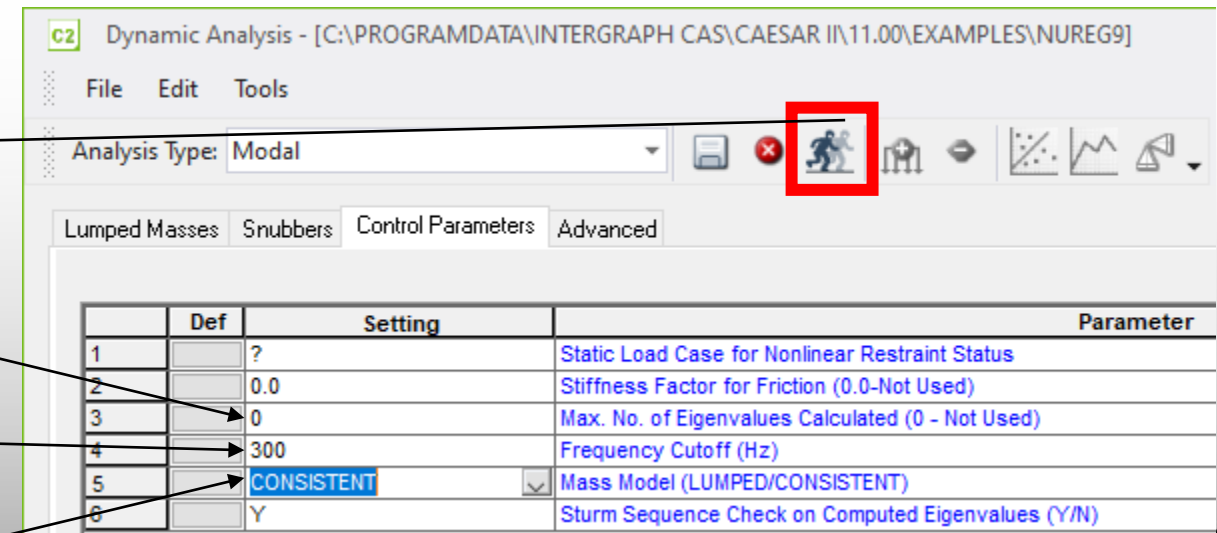 C2 Dynamic Analysis - [C:\PROGRAMDATA\INTERGRAPH CAS\CAESAR II\11.00\EXAMPLES\NUREG9]
File Edit Tools
Analysis Type: Modal
Lumped Masses Snubbers Control Parameters Advanced
Def Setting Parameter
1 ? Static Load Case for Nonlinear Restraint Status
2 0.0 Stiffness Factor for Friction (0.0-Not Used)
3 0 Max. No. of Eigenvalues Calculated (0 - Not Used)
4 300 Frequency Cutoff (Hz)
5 CONSISTENT Mass Model (LUMPED/CONSISTENT)
6 Y Sturm Sequence Check on Computed Eigenvalues (Y/N)